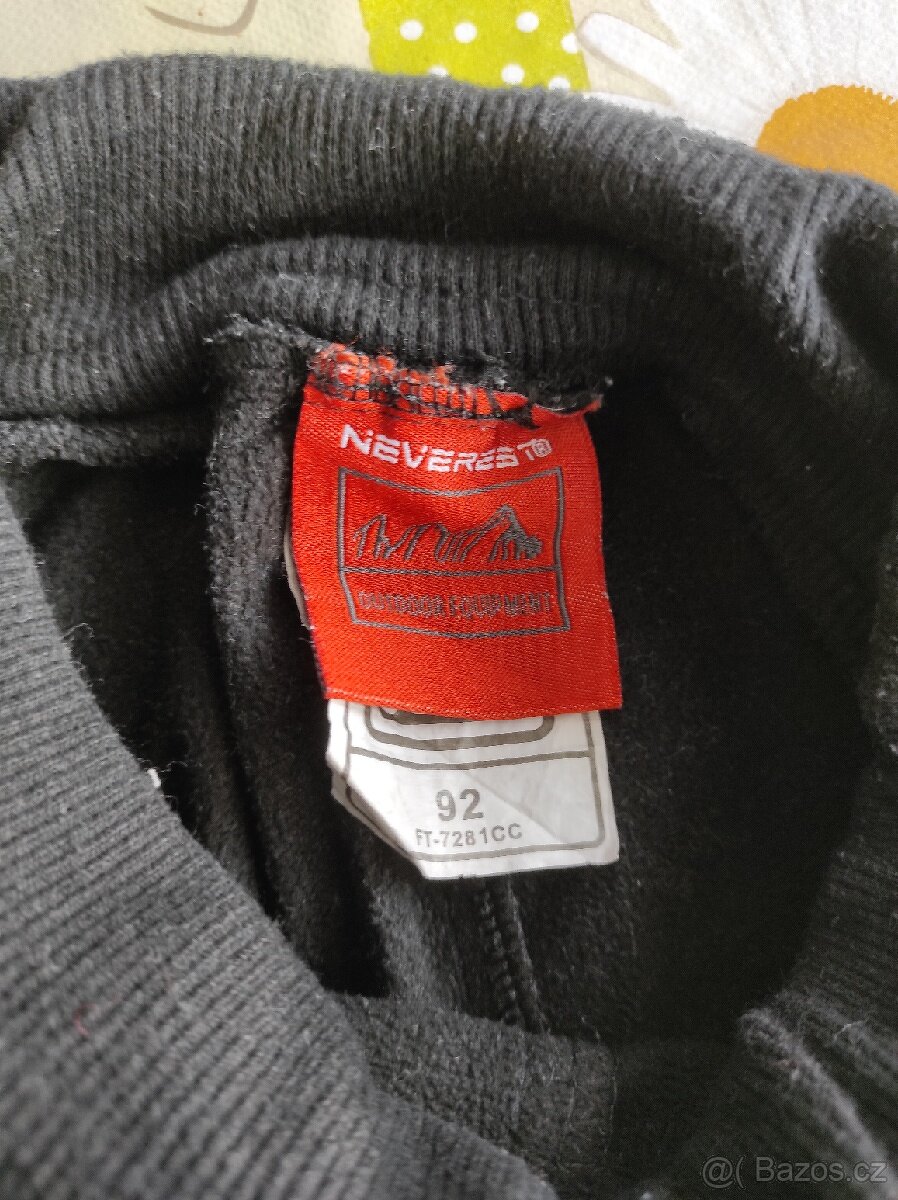 NEVEREST®
OUTDOOR EQUIPMENT
92
FT-7281CC
@( Bazos.cz